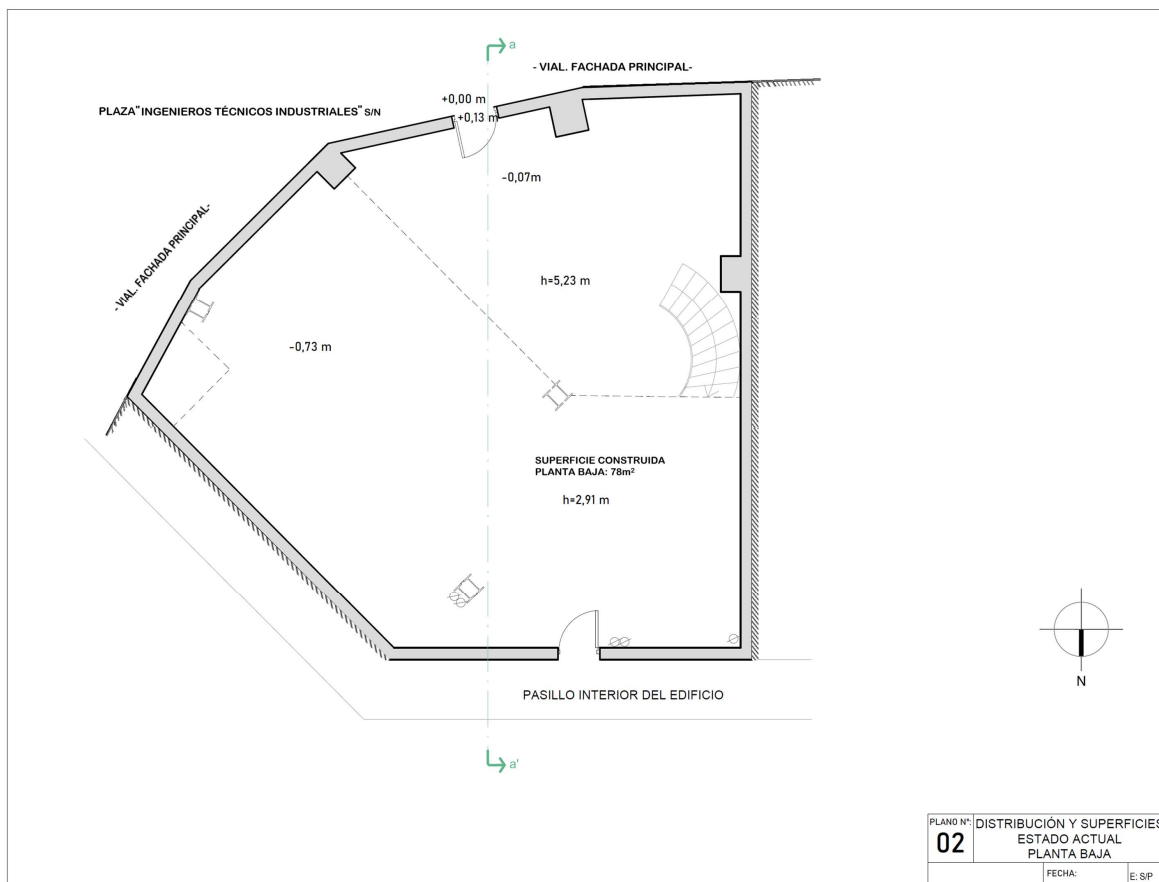 a
- VIAL. FACHADA PRINCIPAL-
+0,00 m
PLAZA"INGENIEROS TÉCNICOS INDUSTRIALES" S/N
+0,13 m
-0,07m
- VIAL. FACHADA PRINCIPAL-
h=5,23 m
-0,73 m
SUPERFICIE CONSTRUIDA
PLANTA BAJA: 78m²
h=2,91 m
N
PASILLO INTERIOR DEL EDIFICIO
a'
PLANO Nº:
02
DISTRIBUCIÓN Y SUPERFICIES
ESTADO ACTUAL
PLANTA BAJA
FECHA:
E: S/P